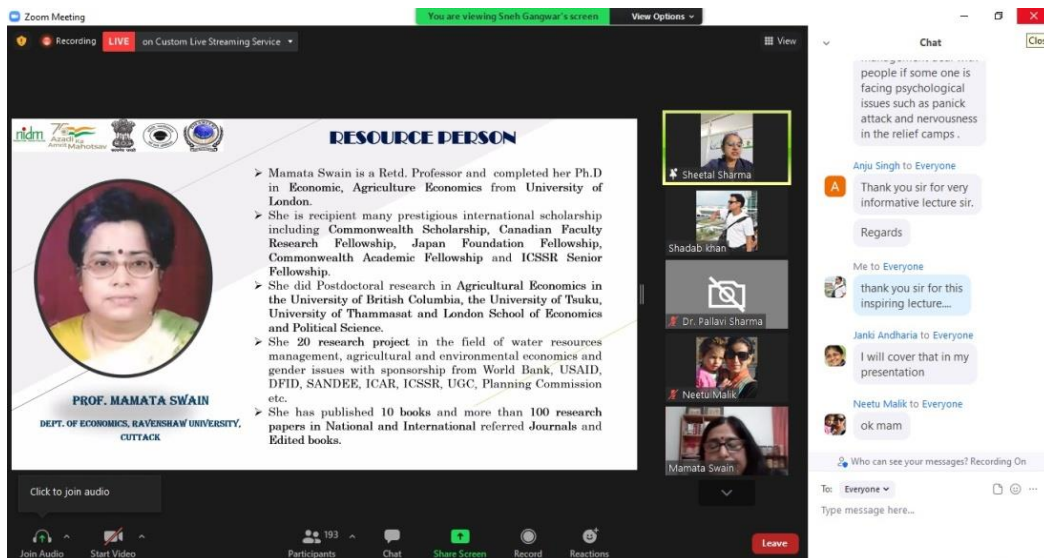 Zoom Meeting
You are viewing Sneh Gangwar's screen
View Options
Recording
LIVE
on Custom Live Streaming Service
View
nidm
Azadi Ka
Amrit Mahotsav
RESOURCE PERSON
➢ Mamata Swain is a Retd. Professor and completed her Ph.D
in Economic, Agriculture Economics from University of
London.
➢ She is recipient many prestigious international scholarship
including Commonwealth Scholarship, Canadian Faculty
Research Fellowship, Japan Foundation Fellowship,
Commonwealth Academic Fellowship and ICSSR Senior
Fellowship.
➢ She did Postdoctoral research in Agricultural Economics in
the University of British Columbia, the University of Tsuku,
University of Thammasat and London School of Economics
and Political Science.
➢ She 20 research project in the field of water resources
management, agricultural and environmental economics and
gender issues with sponsorship from World Bank, USAID,
DFID, SANDEE, ICAR, ICSSR, UGC, Planning Commission
etc.
➢ She has published 10 books and more than 100 research
papers in National and International referred Journals and
Edited books.
PROF. MAMATA SWAIN
DEPT. OF ECONOMICS, RAVENSHAW UNIVERSITY,
CUTTACK
Sheetal Sharma
Shadab khan
Dr. Pallavi Sharma
Neetu Malik
Mamata Swain
Click to join audio
Join Audio
Start Video
193
Participants
Chat
Share Screen
Record
Reactions
Leave
Chat
Clos
people if some one is
facing psychological
issues such as panick
attack and nervousness
in the relief camps .
Anju Singh to Everyone
A
Thank you sir for very
informative lecture sir.
Regards
Me to Everyone
thank you sir for this
inspiring lecture....
Janki Andharia to Everyone
I will cover that in my
presentation
Neetu Malik to Everyone
ok mam
Who can see your messages? Recording On
To: Everyone
Type message here...